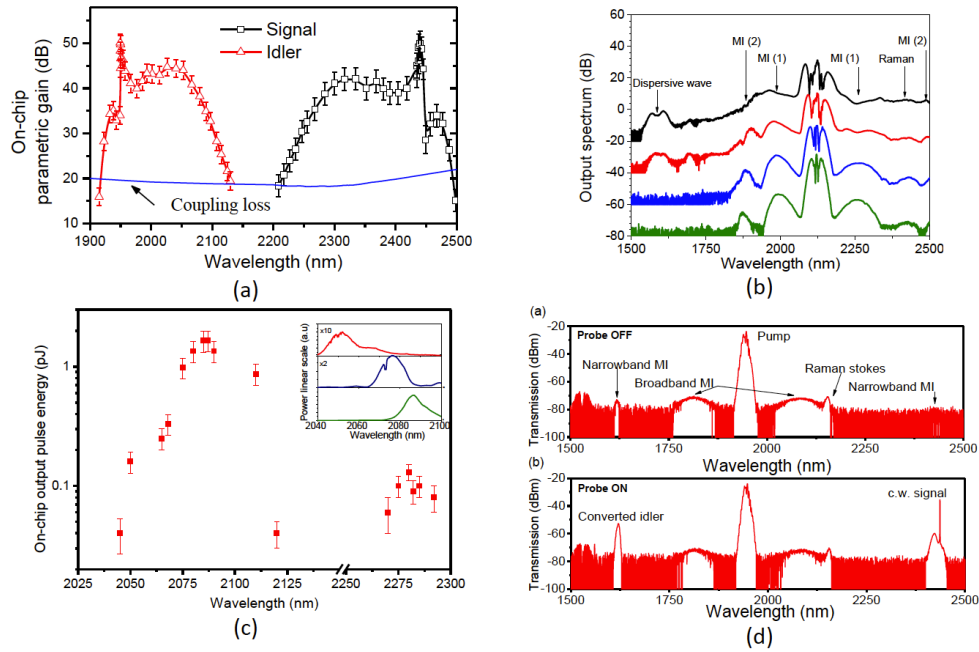 On-chip parametric gain (dB)
50
40
30
20
10
Signal
Idler
Coupling loss
1900 2000 2100 2200 2300 2400 2500
Wavelength (nm)
(a)
Output spectrum (dB)
60
40
20
0
-20
-40
-60
-80
MI (2)
MI (1)
MI (1)
Raman
MI (2)
Dispersive wave
1500 1750 2000 2250 2500
Wavelength (nm)
(b)
On-chip output pulse energy (pJ)
1
0.1
Power linear scale (a.u)
x10
x2
2040 2060 2080 2100
Wavelength (nm)
2025 2050 2075 2100 2125 2250 2275 2300
Wavelength (nm)
(c)
(a)
Transmission (dBm)
-20
-40
-60
-80
-100
Probe OFF
Pump
Narrowband MI
Broadband MI
Raman stokes
Narrowband MI
1500 1750 2000 2250 2500
Wavelength (nm)
(b)
Transmission (dBm)
-20
-40
-60
-80
-100
Probe ON
c.w. signal
Converted idler
1500 1750 2000 2250 2500
Wavelength (nm)
(d)